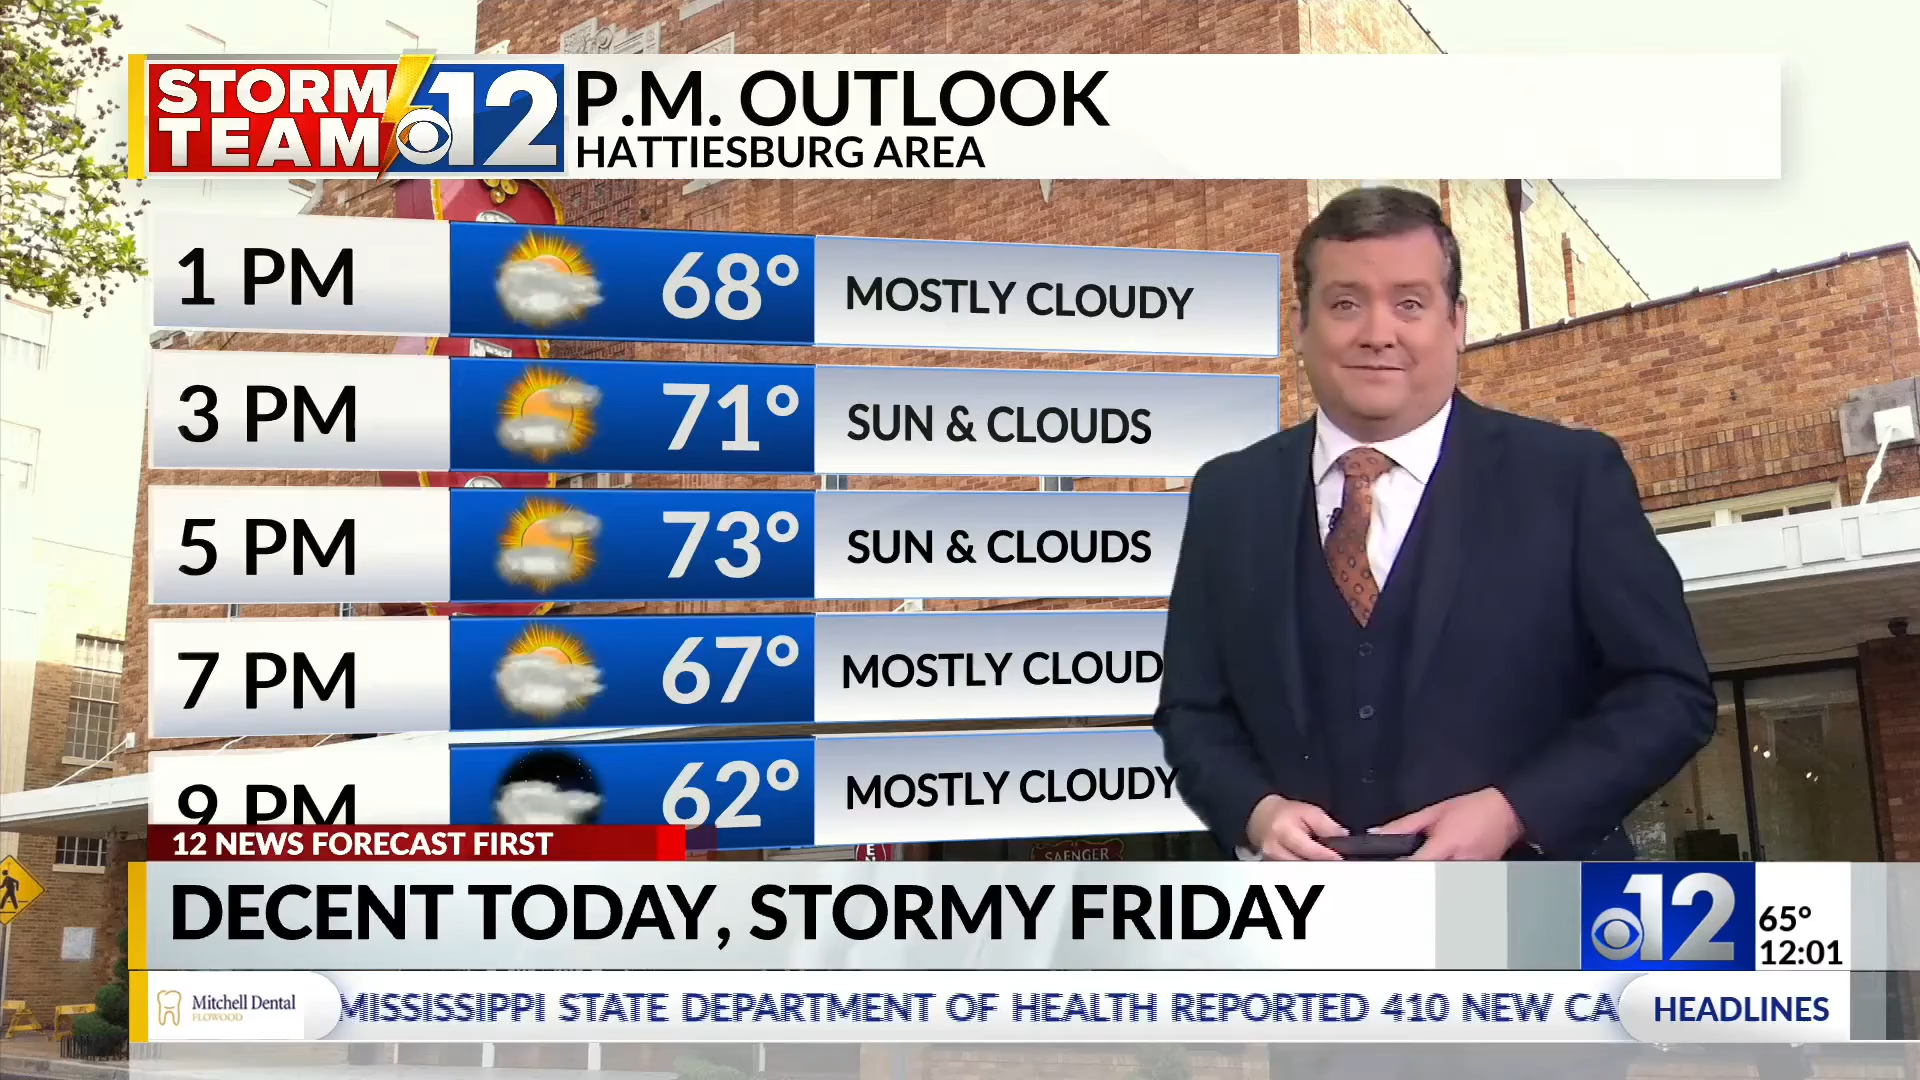 STORM TEAM 12
P.M. OUTLOOK
HATTIESBURG AREA
1 PM 68° MOSTLY CLOUDY
3 PM 71° SUN & CLOUDS
5 PM 73° SUN & CLOUDS
7 PM 67° MOSTLY CLOUD
9 PM 62° MOSTLY CLOUDY
SAENGER
12 NEWS FORECAST FIRST
DECENT TODAY, STORMY FRIDAY
12
65°
12:01
Mitchell Dental
FLOWOOD
MISSISSIPPI STATE DEPARTMENT OF HEALTH REPORTED 410 NEW CA
HEADLINES